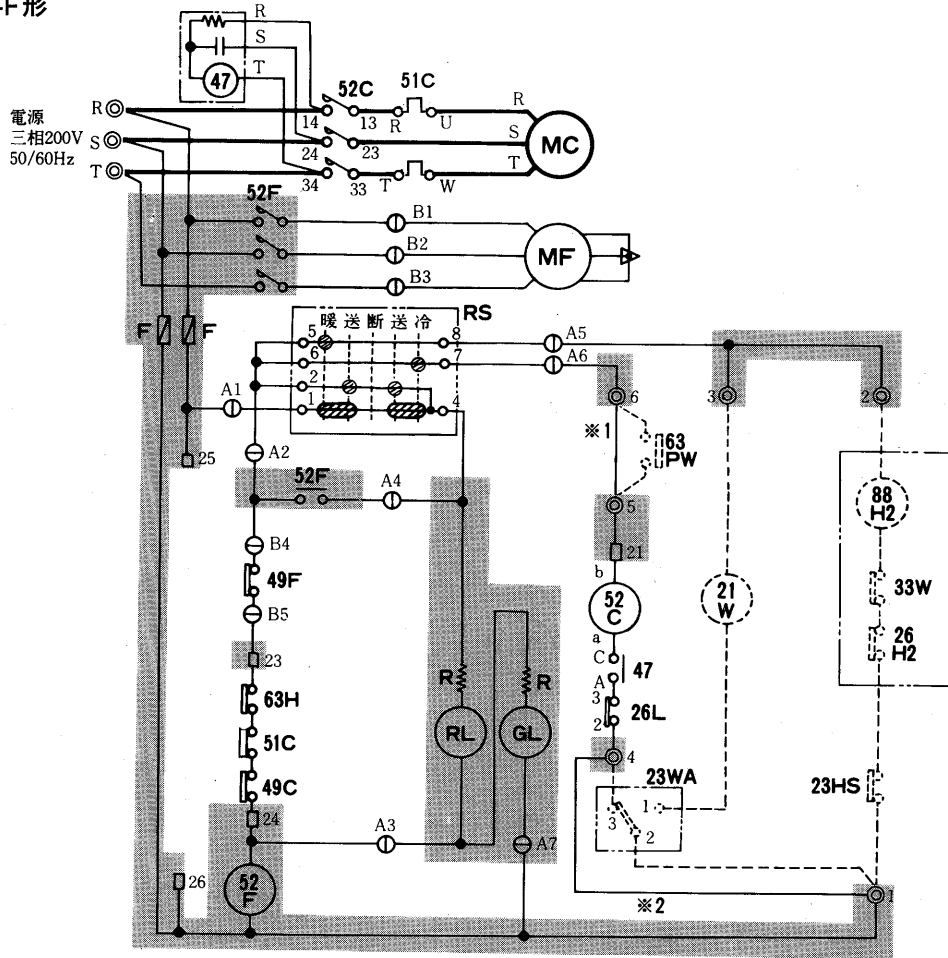 F形
R
S
T
47
電源
三相200V
50/60Hz
R
S
T
52C
51C
14
13
R
U
R
24
23
S
34
33
T
W
T
MC
52F
B1
B2
B3
MF
F
F
暖 送 断 送 冷
RS
5
8
A5
6
7
A6
2
A1
1
4
6
3
2
※1
63
PW
A2
25
52F
A4
5
21
B4
49F
B5
23
63H
51C
49C
24
b
52
C
a
C
47
A
3
26L
2
4
21
W
88
H2
33W
26
H2
R
R
RL
GL
23WA
1
3
2
23HS
A3
A7
26
52
F
※2
1